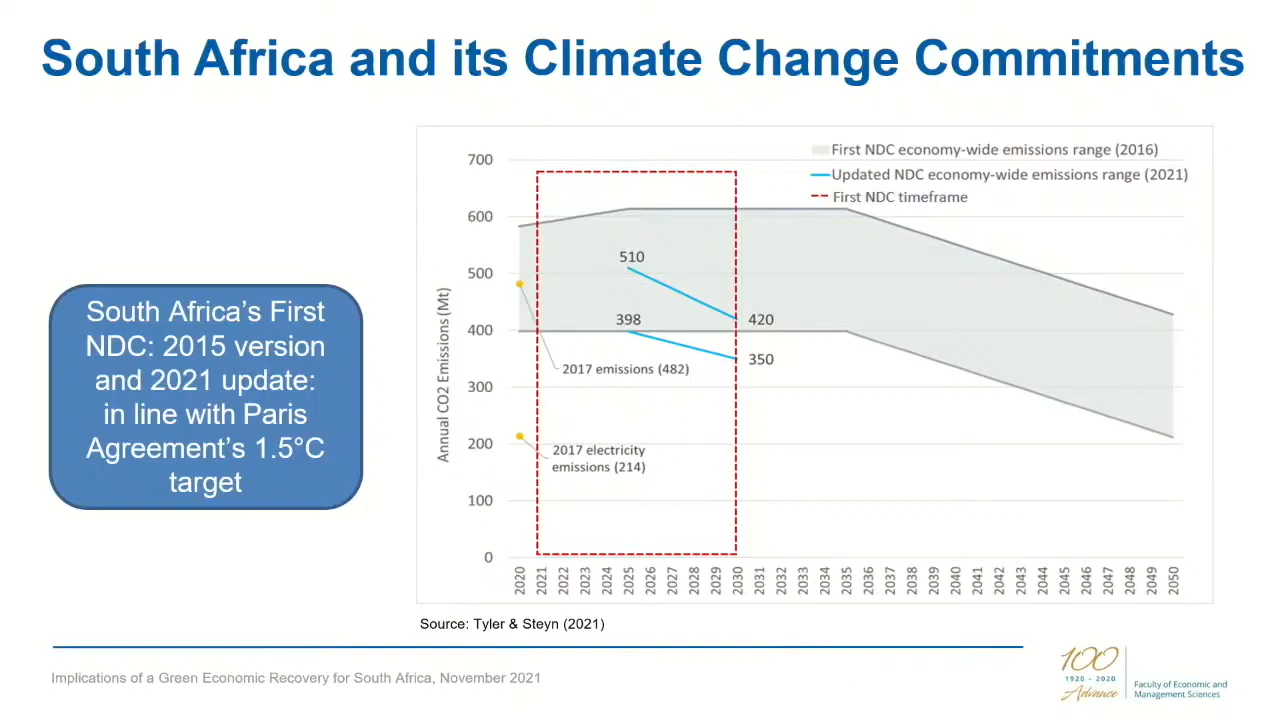 South Africa and its Climate Change Commitments
South Africa's First
NDC: 2015 version
and 2021 update:
in line with Paris
Agreement's 1.5°C
target
First NDC economy-wide emissions range (2016)
Updated NDC economy-wide emissions range (2021)
First NDC timeframe
Annual CO2 Emissions (Mt)
700
600
500
400
300
200
100
0
510
398
420
350
2017 emissions (482)
2017 electricity
emissions (214)
2020 2021 2022 2023 2024 2025 2026 2027 2028 2029 2030 2031 2032 2033 2034 2035 2036 2037 2038 2039 2040 2041 2042 2043 2044 2045 2046 2047 2048 2049 2050
Source: Tyler & Steyn (2021)
Implications of a Green Economic Recovery for South Africa, November 2021
100
1920 - 2020
Advance
Faculty of Economic and
Management Sciences